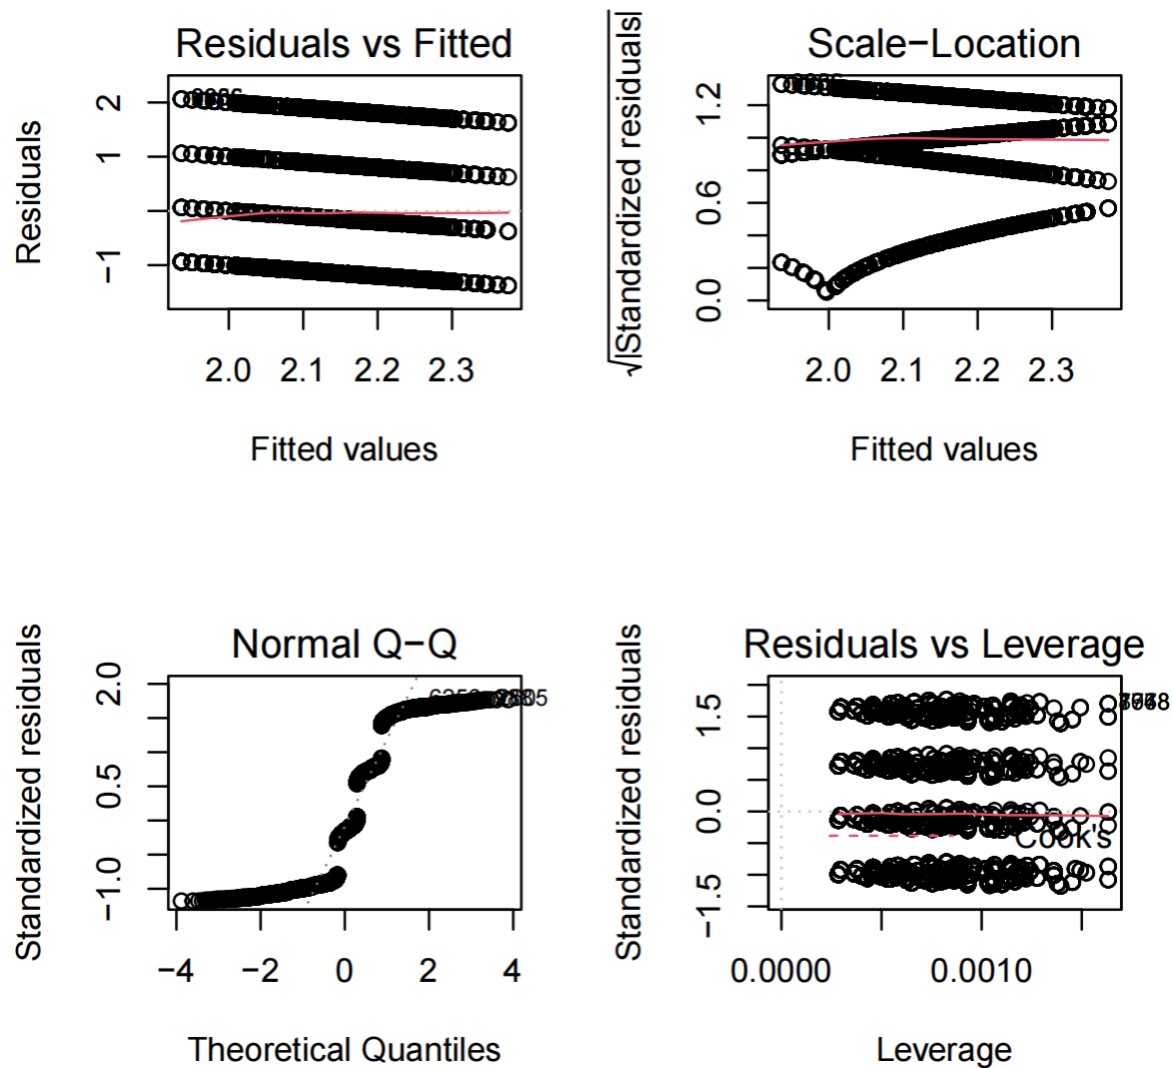 Residuals vs Fitted
Residuals
2
1
−1
2.0 2.1 2.2 2.3
Fitted values
Scale−Location
√|Standardized residuals|
1.2
0.6
0.0
2.0 2.1 2.2 2.3
Fitted values
Normal Q−Q
Standardized residuals
2.0
0.5
−1.0
−4 −2 0 2 4
Theoretical Quantiles
Residuals vs Leverage
Standardized residuals
1.5
0.0
−1.5
Cook's
0.0000 0.0010
Leverage